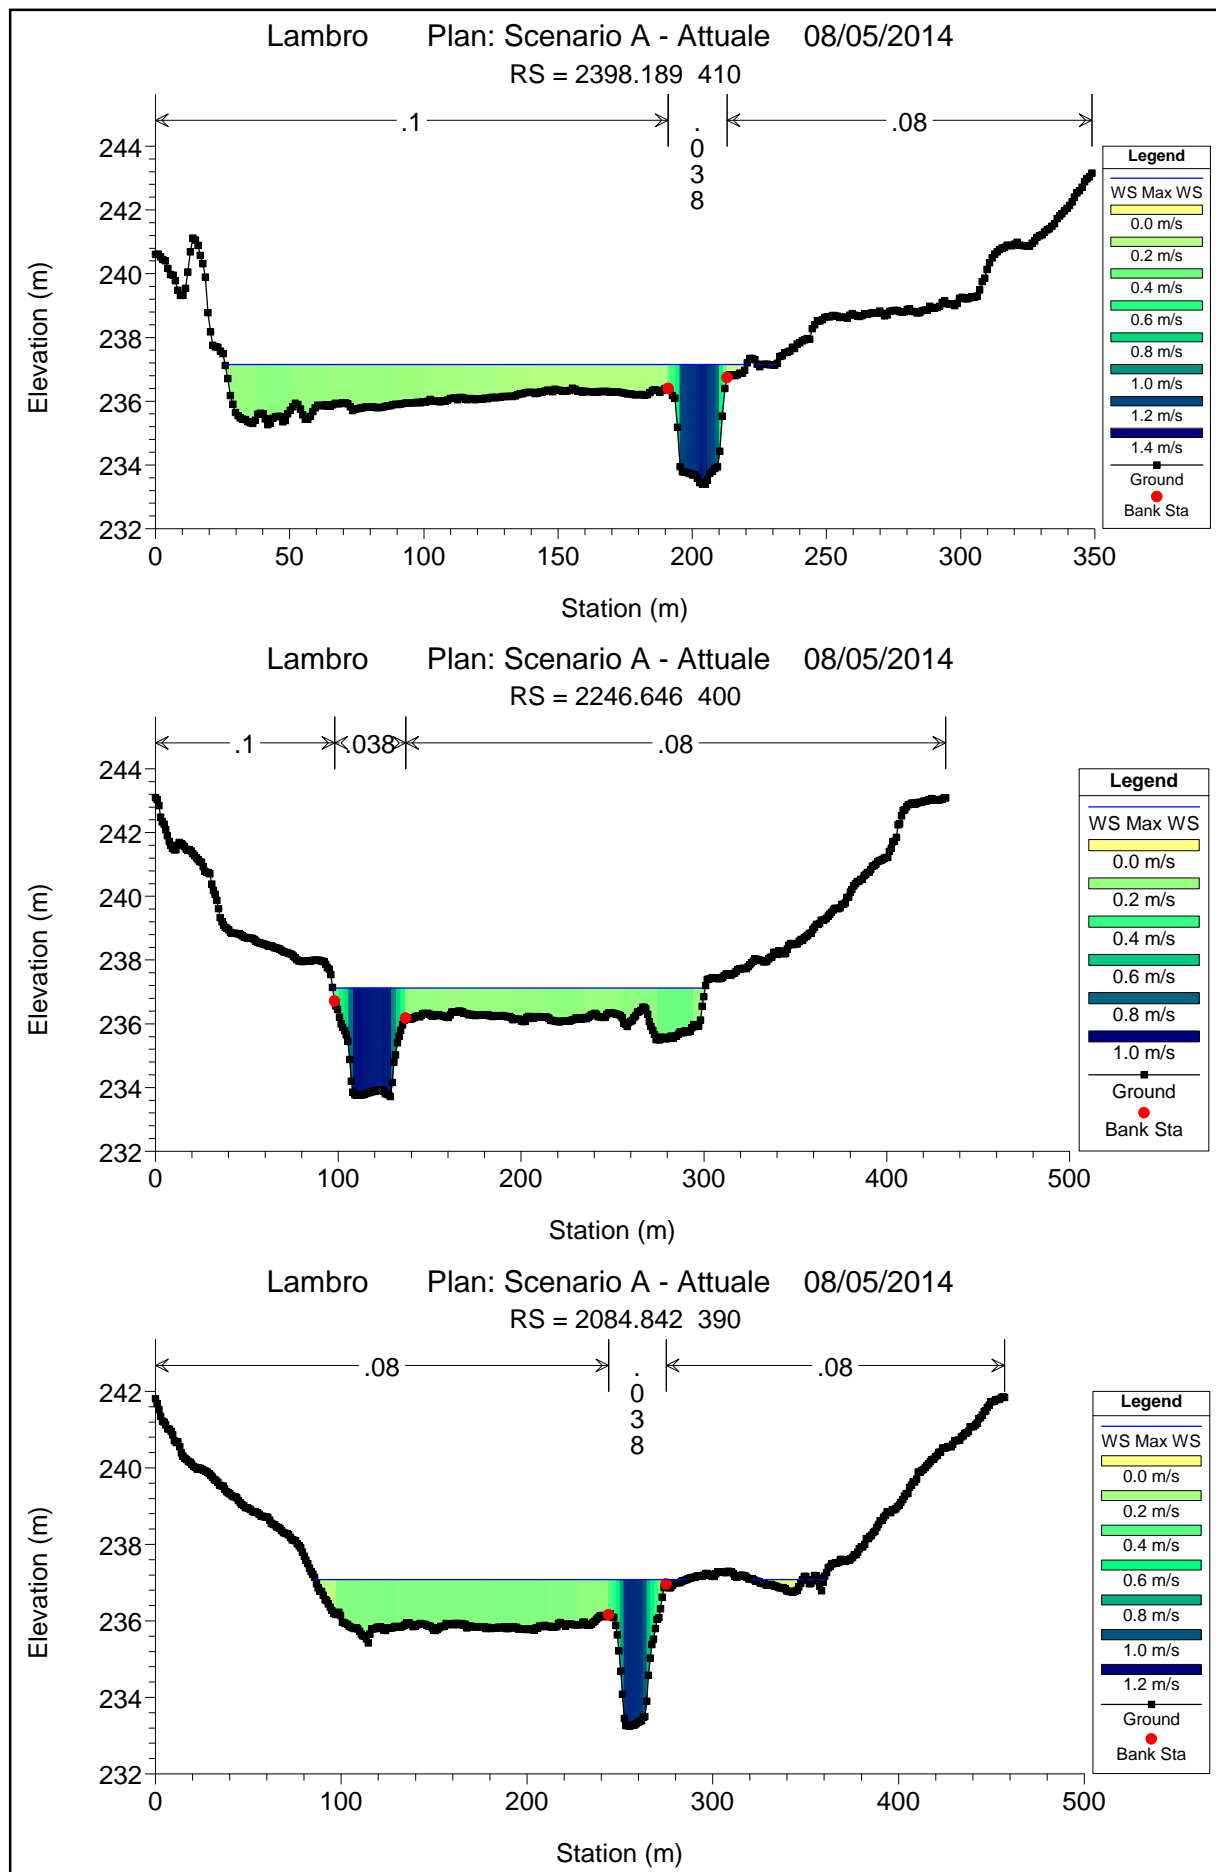 Lambro Plan: Scenario A - Attuale 08/05/2014
RS = 2398.189 410
.1
.038
.08
244
242
240
238
236
234
232
Elevation (m)
0 50 100 150 200 250 300 350
Station (m)
Legend
WS Max WS
0.0 m/s
0.2 m/s
0.4 m/s
0.6 m/s
0.8 m/s
1.0 m/s
1.2 m/s
1.4 m/s
Ground
Bank Sta
Lambro Plan: Scenario A - Attuale 08/05/2014
RS = 2246.646 400
.1
.038
.08
244
242
240
238
236
234
232
Elevation (m)
0 100 200 300 400 500
Station (m)
Legend
WS Max WS
0.0 m/s
0.2 m/s
0.4 m/s
0.6 m/s
0.8 m/s
1.0 m/s
Ground
Bank Sta
Lambro Plan: Scenario A - Attuale 08/05/2014
RS = 2084.842 390
.08
.038
.08
242
240
238
236
234
232
Elevation (m)
0 100 200 300 400 500
Station (m)
Legend
WS Max WS
0.0 m/s
0.2 m/s
0.4 m/s
0.6 m/s
0.8 m/s
1.0 m/s
1.2 m/s
Ground
Bank Sta